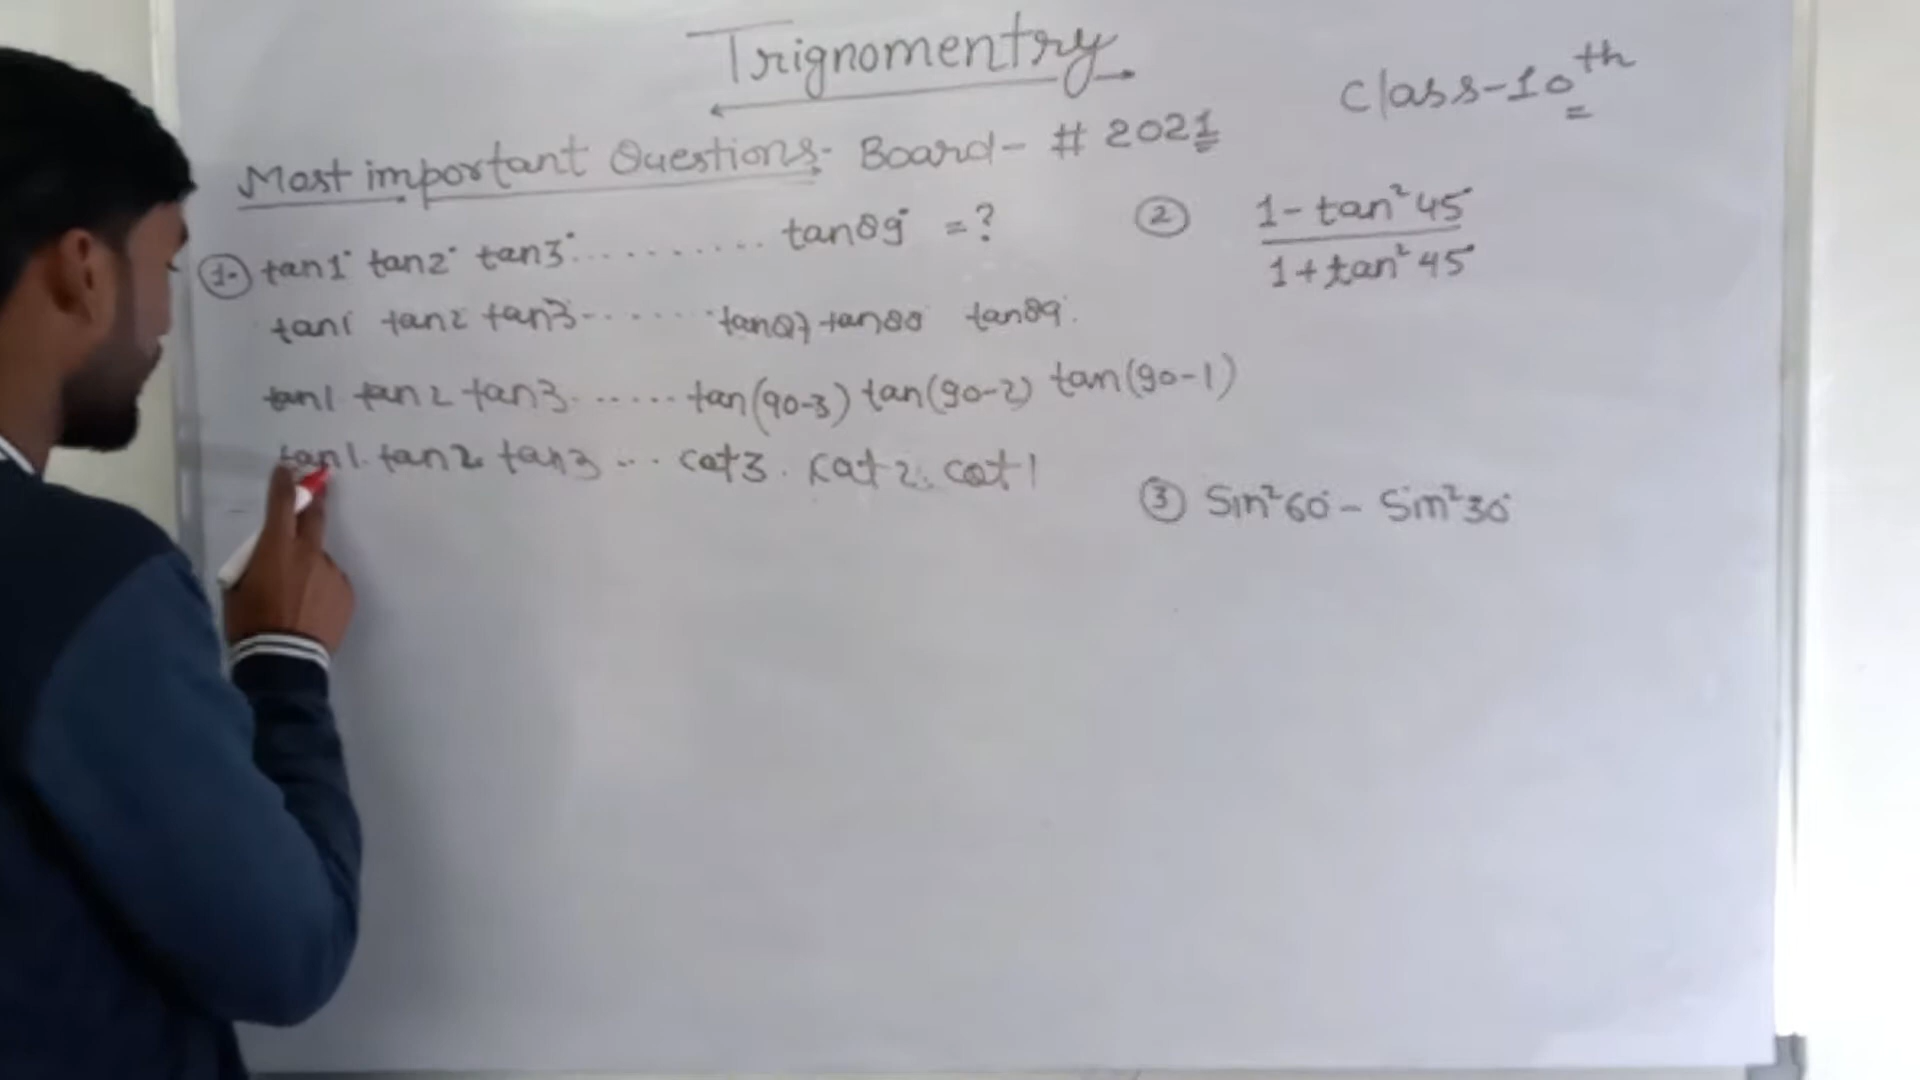 Trignomentry
Class-10th
Most important Questions. Board- # 2021
1. tan1° tan2° tan3°.......... tan89° = ?
tan1 tan2 tan3....... tan87 tan88 tan89.
tan1. tan2 tan3....... tan(90-3) tan(90-2) tan(90-1)
tan1. tan2 tan3 ... cot3 . cot2. cot1
2 1-tan²45°
1+tan²45°
3 Sin²60° - Sin²30°